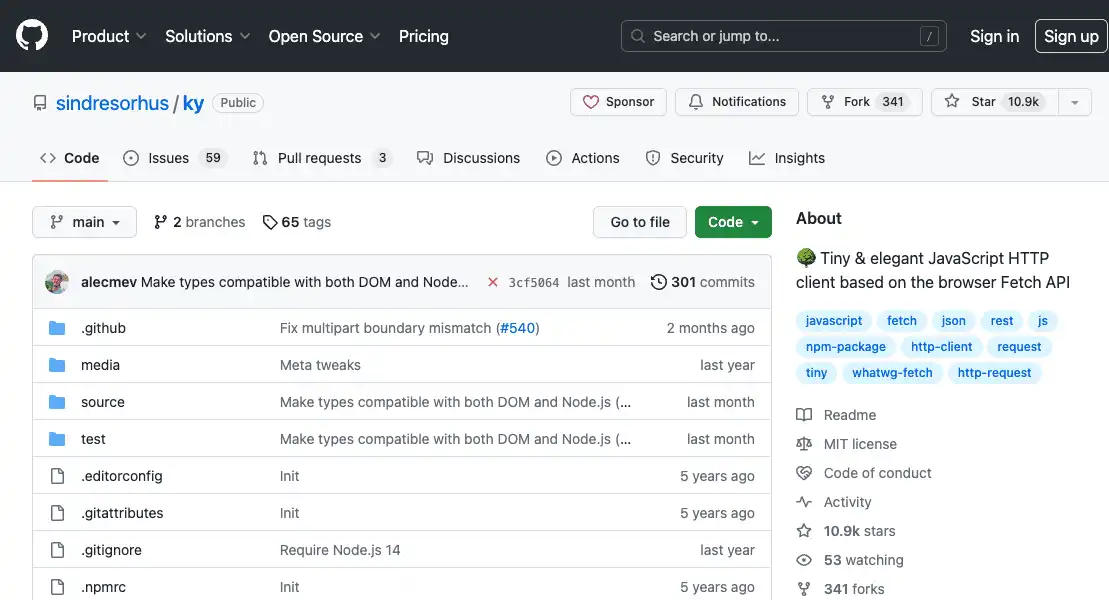 Product Solutions Open Source Pricing Search or jump to... / Sign in Sign up
sindresorhus / ky Public Sponsor Notifications Fork 341 Star 10.9k
Code Issues 59 Pull requests 3 Discussions Actions Security Insights
main 2 branches 65 tags Go to file Code
alecmev Make types compatible with both DOM and Node... 3cf5064 last month 301 commits
.github Fix multipart boundary mismatch (#540) 2 months ago
media Meta tweaks last year
source Make types compatible with both DOM and Node.js (... last month
test Make types compatible with both DOM and Node.js (... last month
.editorconfig Init 5 years ago
.gitattributes Init 5 years ago
.gitignore Require Node.js 14 last year
.npmrc Init 5 years ago
About
Tiny & elegant JavaScript HTTP
client based on the browser Fetch API
javascript fetch json rest js
npm-package http-client request
tiny whatwg-fetch http-request
Readme
MIT license
Code of conduct
Activity
10.9k stars
53 watching
341 forks